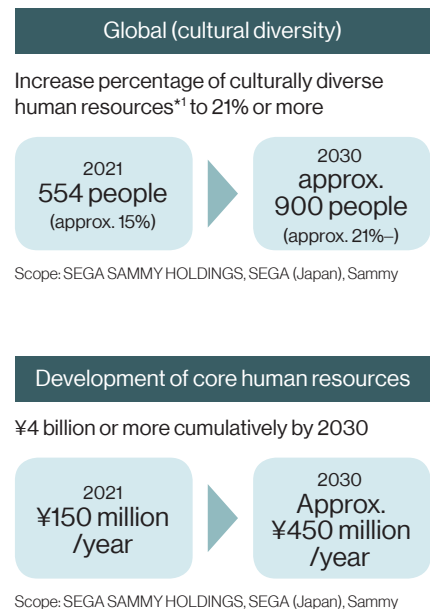 Global (cultural diversity)
Increase percentage of culturally diverse
human resources*1 to 21% or more
2021
554 people
(approx. 15%)
2030
approx.
900 people
(approx. 21%–)
Scope: SEGA SAMMY HOLDINGS, SEGA (Japan), Sammy
Development of core human resources
¥4 billion or more cumulatively by 2030
2021
¥150 million
/year
2030
Approx.
¥450 million
/year
Scope: SEGA SAMMY HOLDINGS, SEGA (Japan), Sammy